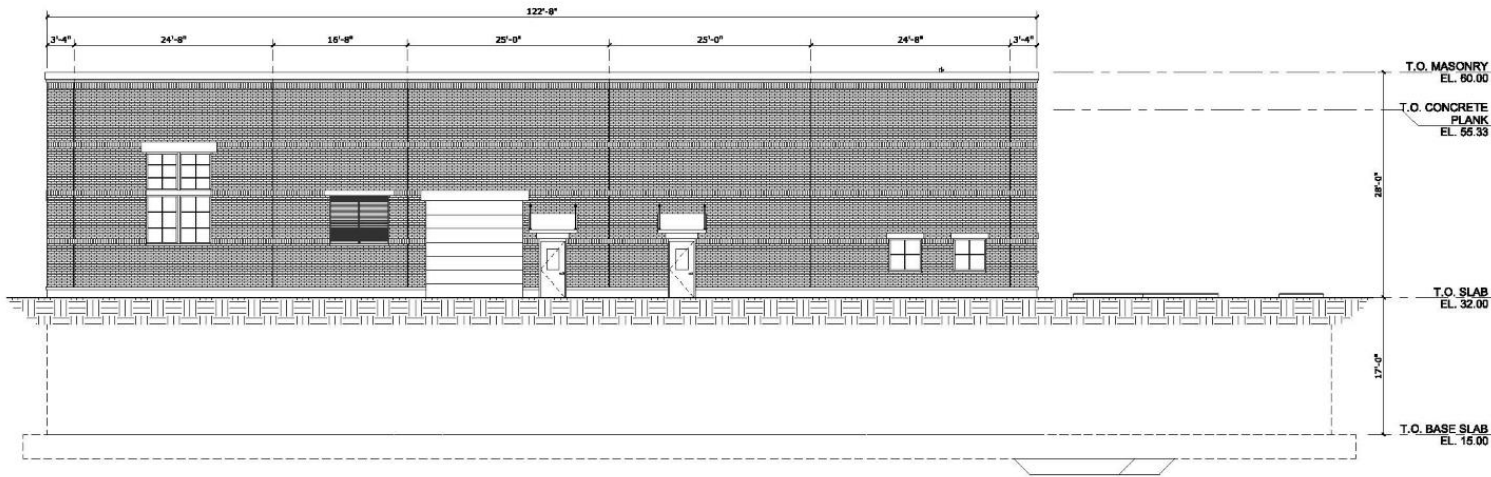 122'-8"
3'-4"
24'-8"
16'-8"
25'-0"
25'-0"
24'-8"
3'-4"
T.O. MASONRY
EL. 60.00
T.O. CONCRETE
PLANK
EL. 55.33
28'-0"
T.O. SLAB
EL. 32.00
17'-0"
T.O. BASE SLAB
EL. 15.00